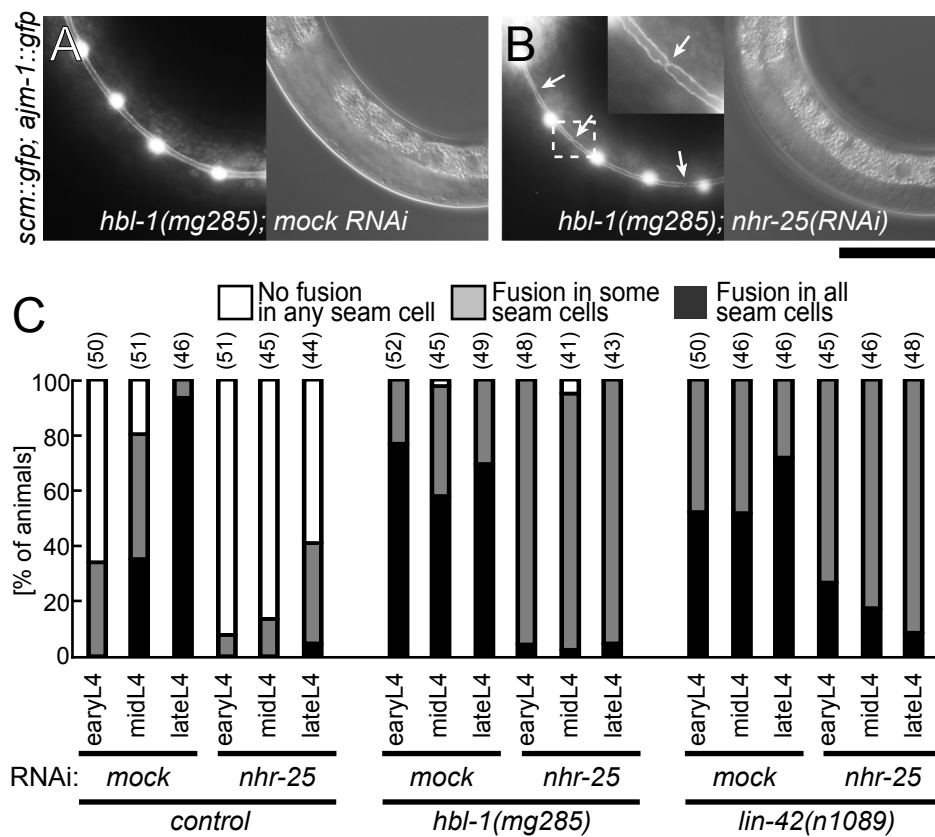 scm::gfp; ajm-1::gfp
A
hbl-1(mg285); mock RNAi
B
hbl-1(mg285); nhr-25(RNAi)
C
No fusion
in any seam cell
Fusion in some
seam cells
Fusion in all
seam cells
(50) (51) (46) (51) (45) (44) (52) (45) (49) (48) (41) (43) (50) (46) (46) (45) (46) (48)
[% of animals]
100
80
60
40
20
0
earyL4 midL4 lateL4 earyL4 midL4 lateL4 earyL4 midL4 lateL4 earyL4 midL4 lateL4 earyL4 midL4 lateL4 earyL4 midL4 lateL4
RNAi: mock nhr-25 mock nhr-25 mock nhr-25
control hbl-1(mg285) lin-42(n1089)